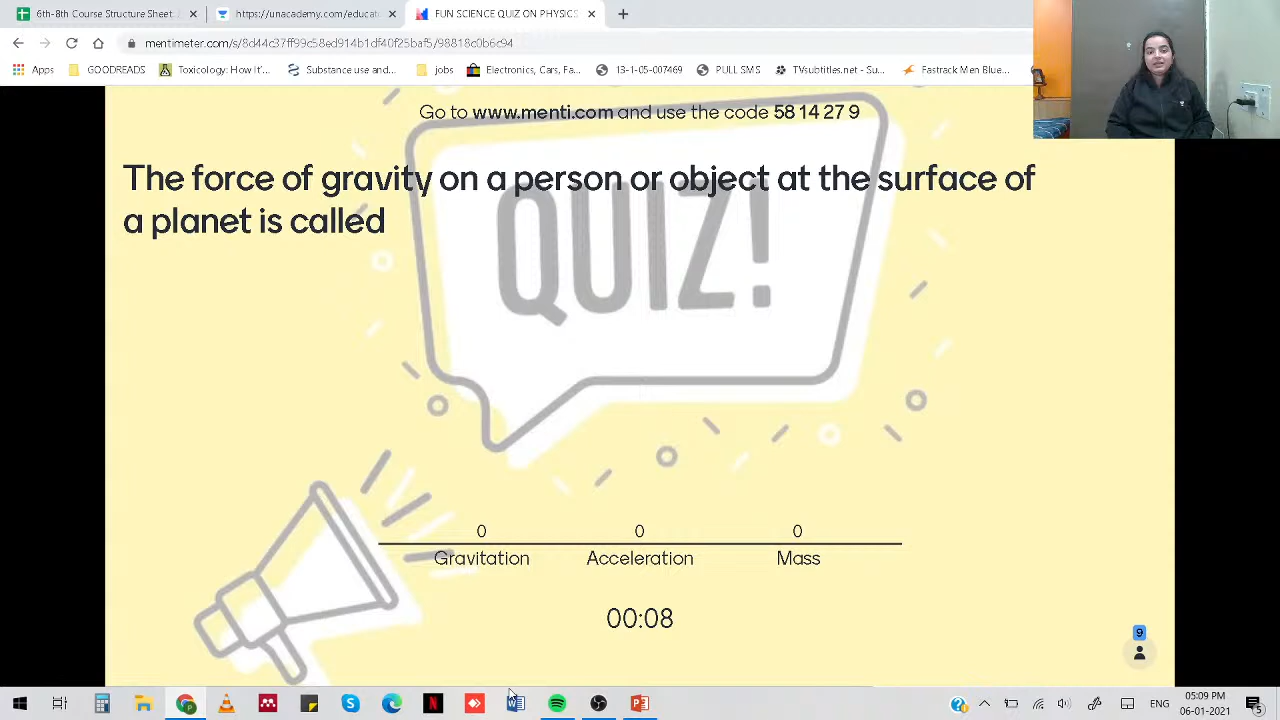 6th-8th Course Structure Sheet
https://unacademy.com/educat
FUN SCIENCE QUIZ ON PHYSICS
mentimeter.com/s/8d44c37ff99c58ed914b1df40f25baf5/98819c0b6c94
Apps
GOODREADS
Toxicology: How It'...
Subscene use and...
job
Electronics, Cars, Fa...
13-1-05-007469
PULL SMS
TVsubtitles.net - Su...
Fastrack Men Blue...
Go to www.menti.com and use the code 58 14 27 9
The force of gravity on a person or object at the surface of
a planet is called
QUIZ!
0 0 0
Gravitation Acceleration Mass
00:08
9
ENG
05:09 PM
06-01-2021
5